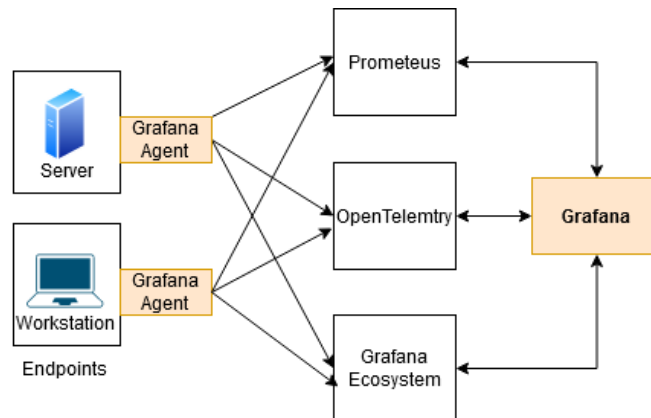 Prometeus
Grafana
Agent
Server
OpenTelemtry
Grafana
Grafana
Agent
Workstation
Grafana
Ecosystem
Endpoints